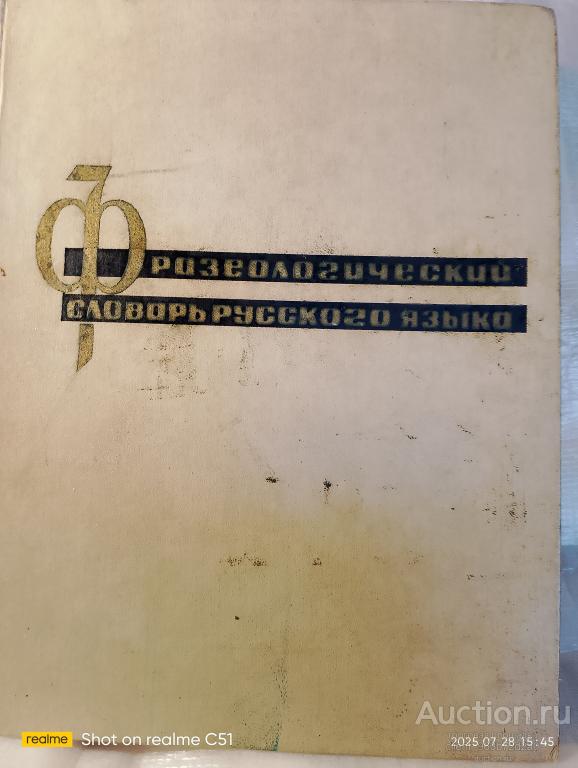 Фразеологический
словарь русского языка
Auction.ru
realme Shot on realme C51
2025.07.28 15:45